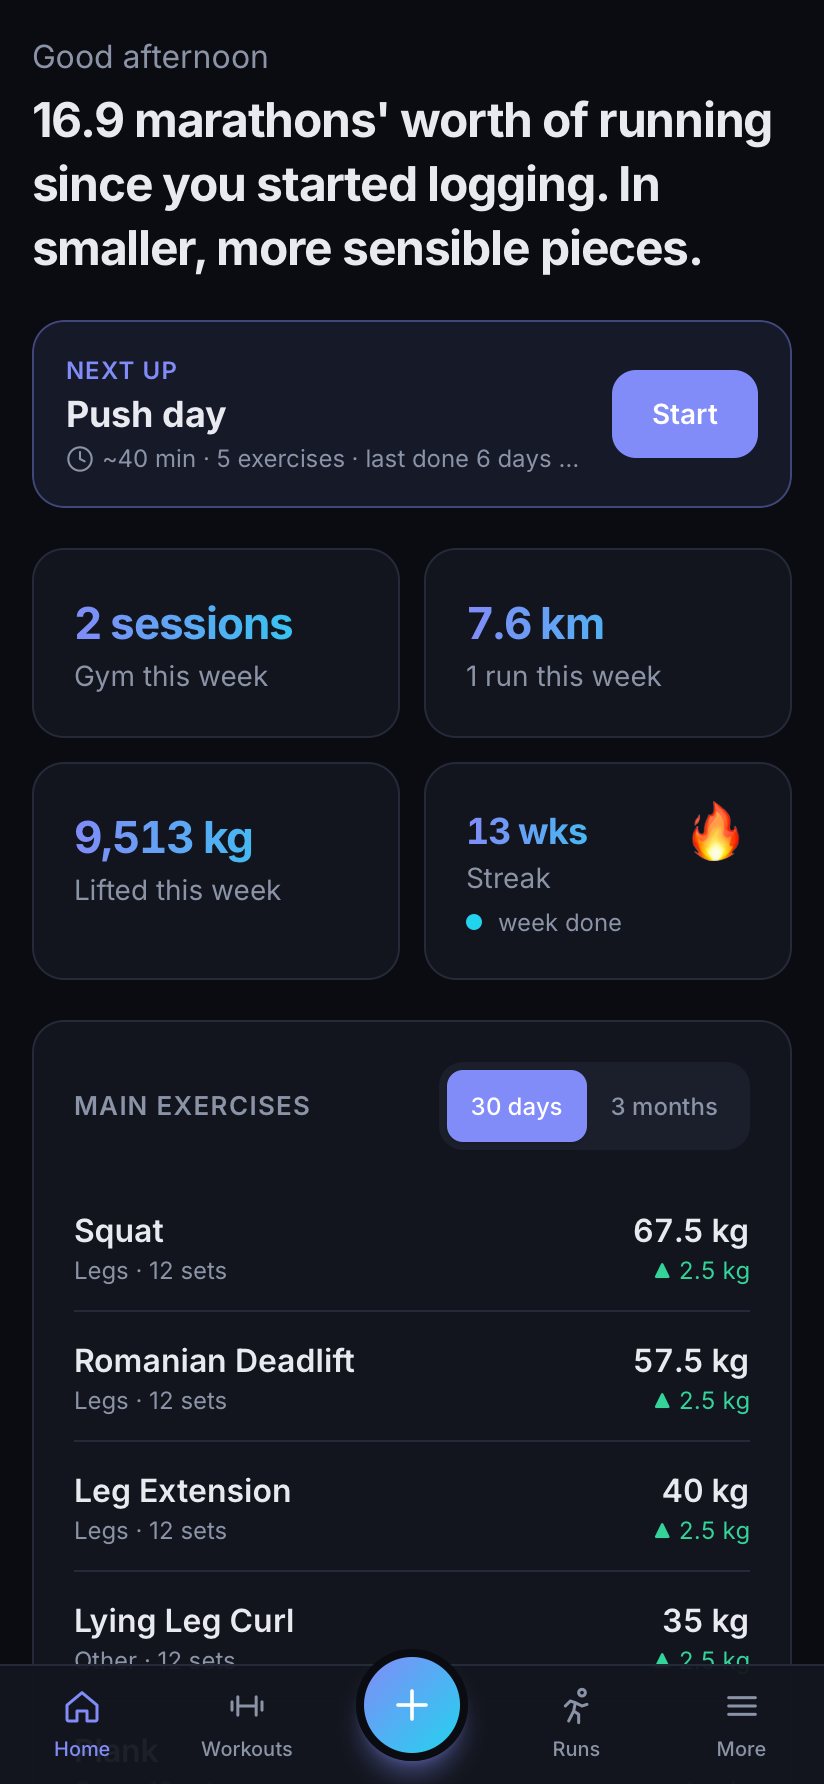 Good afternoon
16.9 marathons' worth of running
since you started logging. In
smaller, more sensible pieces.
NEXT UP
Push day
~40 min · 5 exercises · last done 6 days ...
Start
2 sessions
Gym this week
7.6 km
1 run this week
9,513 kg
Lifted this week
13 wks
Streak
week done
MAIN EXERCISES
30 days
3 months
Squat
67.5 kg
Legs · 12 sets
▲ 2.5 kg
Romanian Deadlift
57.5 kg
Legs · 12 sets
▲ 2.5 kg
Leg Extension
40 kg
Legs · 12 sets
▲ 2.5 kg
Lying Leg Curl
35 kg
Other · 12 sets
▲ 2.5 kg
Plank
Home
Workouts
Runs
More